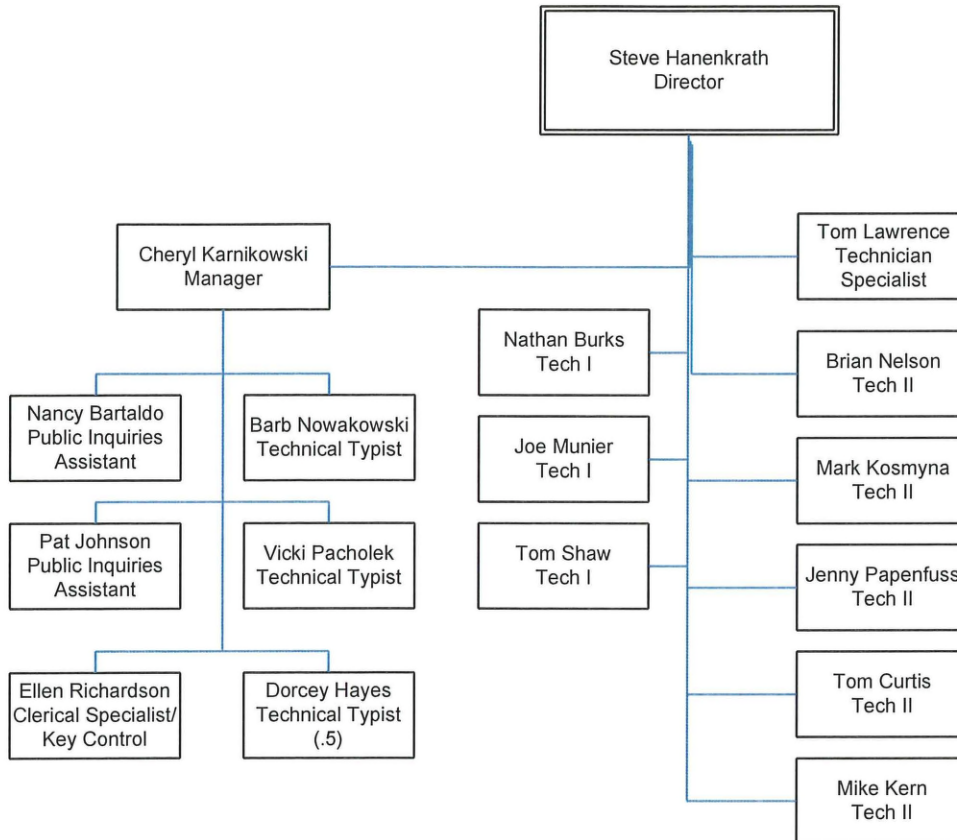 Steve Hanenkrath
Director
Cheryl Karnikowski
Manager
Tom Lawrence
Technician
Specialist
Nathan Burks
Tech I
Brian Nelson
Tech II
Nancy Bartaldo
Public Inquiries
Assistant
Barb Nowakowski
Technical Typist
Joe Munier
Tech I
Mark Kosmyna
Tech II
Pat Johnson
Public Inquiries
Assistant
Vicki Pacholek
Technical Typist
Tom Shaw
Tech I
Jenny Papenfuss
Tech II
Ellen Richardson
Clerical Specialist/
Key Control
Dorcey Hayes
Technical Typist
(.5)
Tom Curtis
Tech II
Mike Kern
Tech II